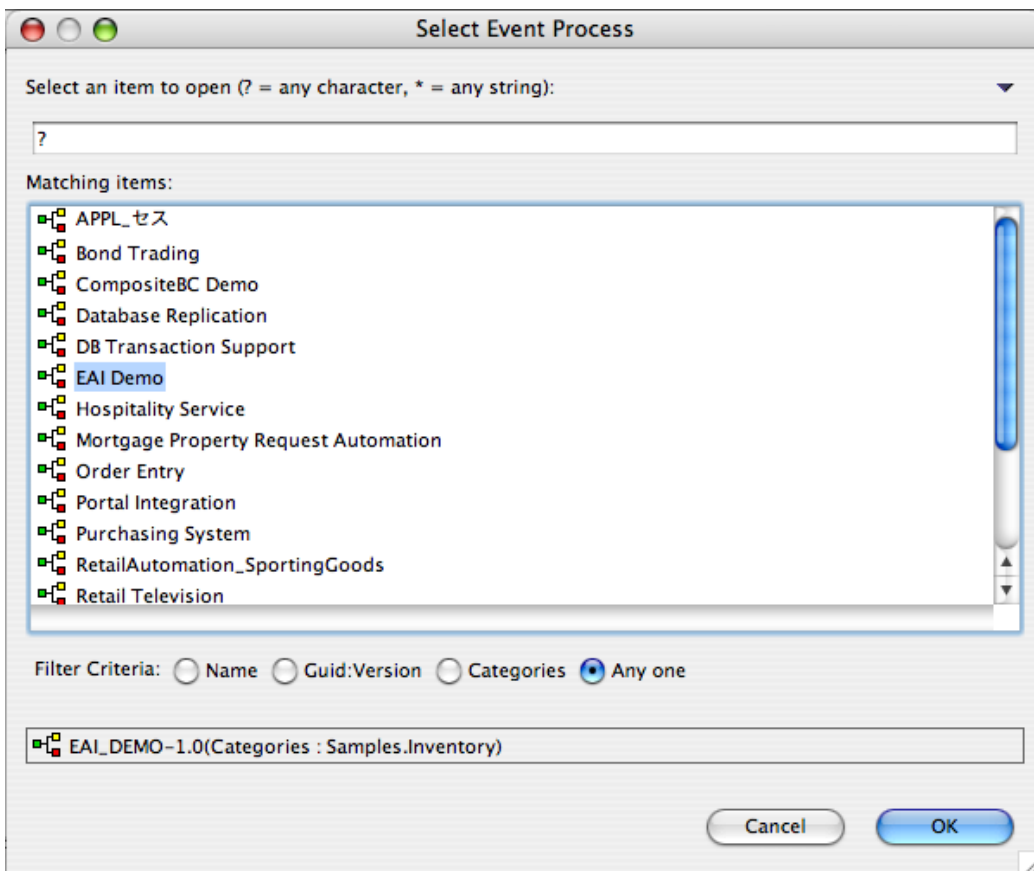 Select Event Process
Select an item to open (? = any character, * = any string):
?
Matching items:
APPL_セス
Bond Trading
CompositeBC Demo
Database Replication
DB Transaction Support
EAI Demo
Hospitality Service
Mortgage Property Request Automation
Order Entry
Portal Integration
Purchasing System
RetailAutomation_SportingGoods
Retail Television
Filter Criteria: Name Guid:Version Categories Any one
EAI_DEMO-1.0(Categories : Samples.Inventory)
Cancel OK